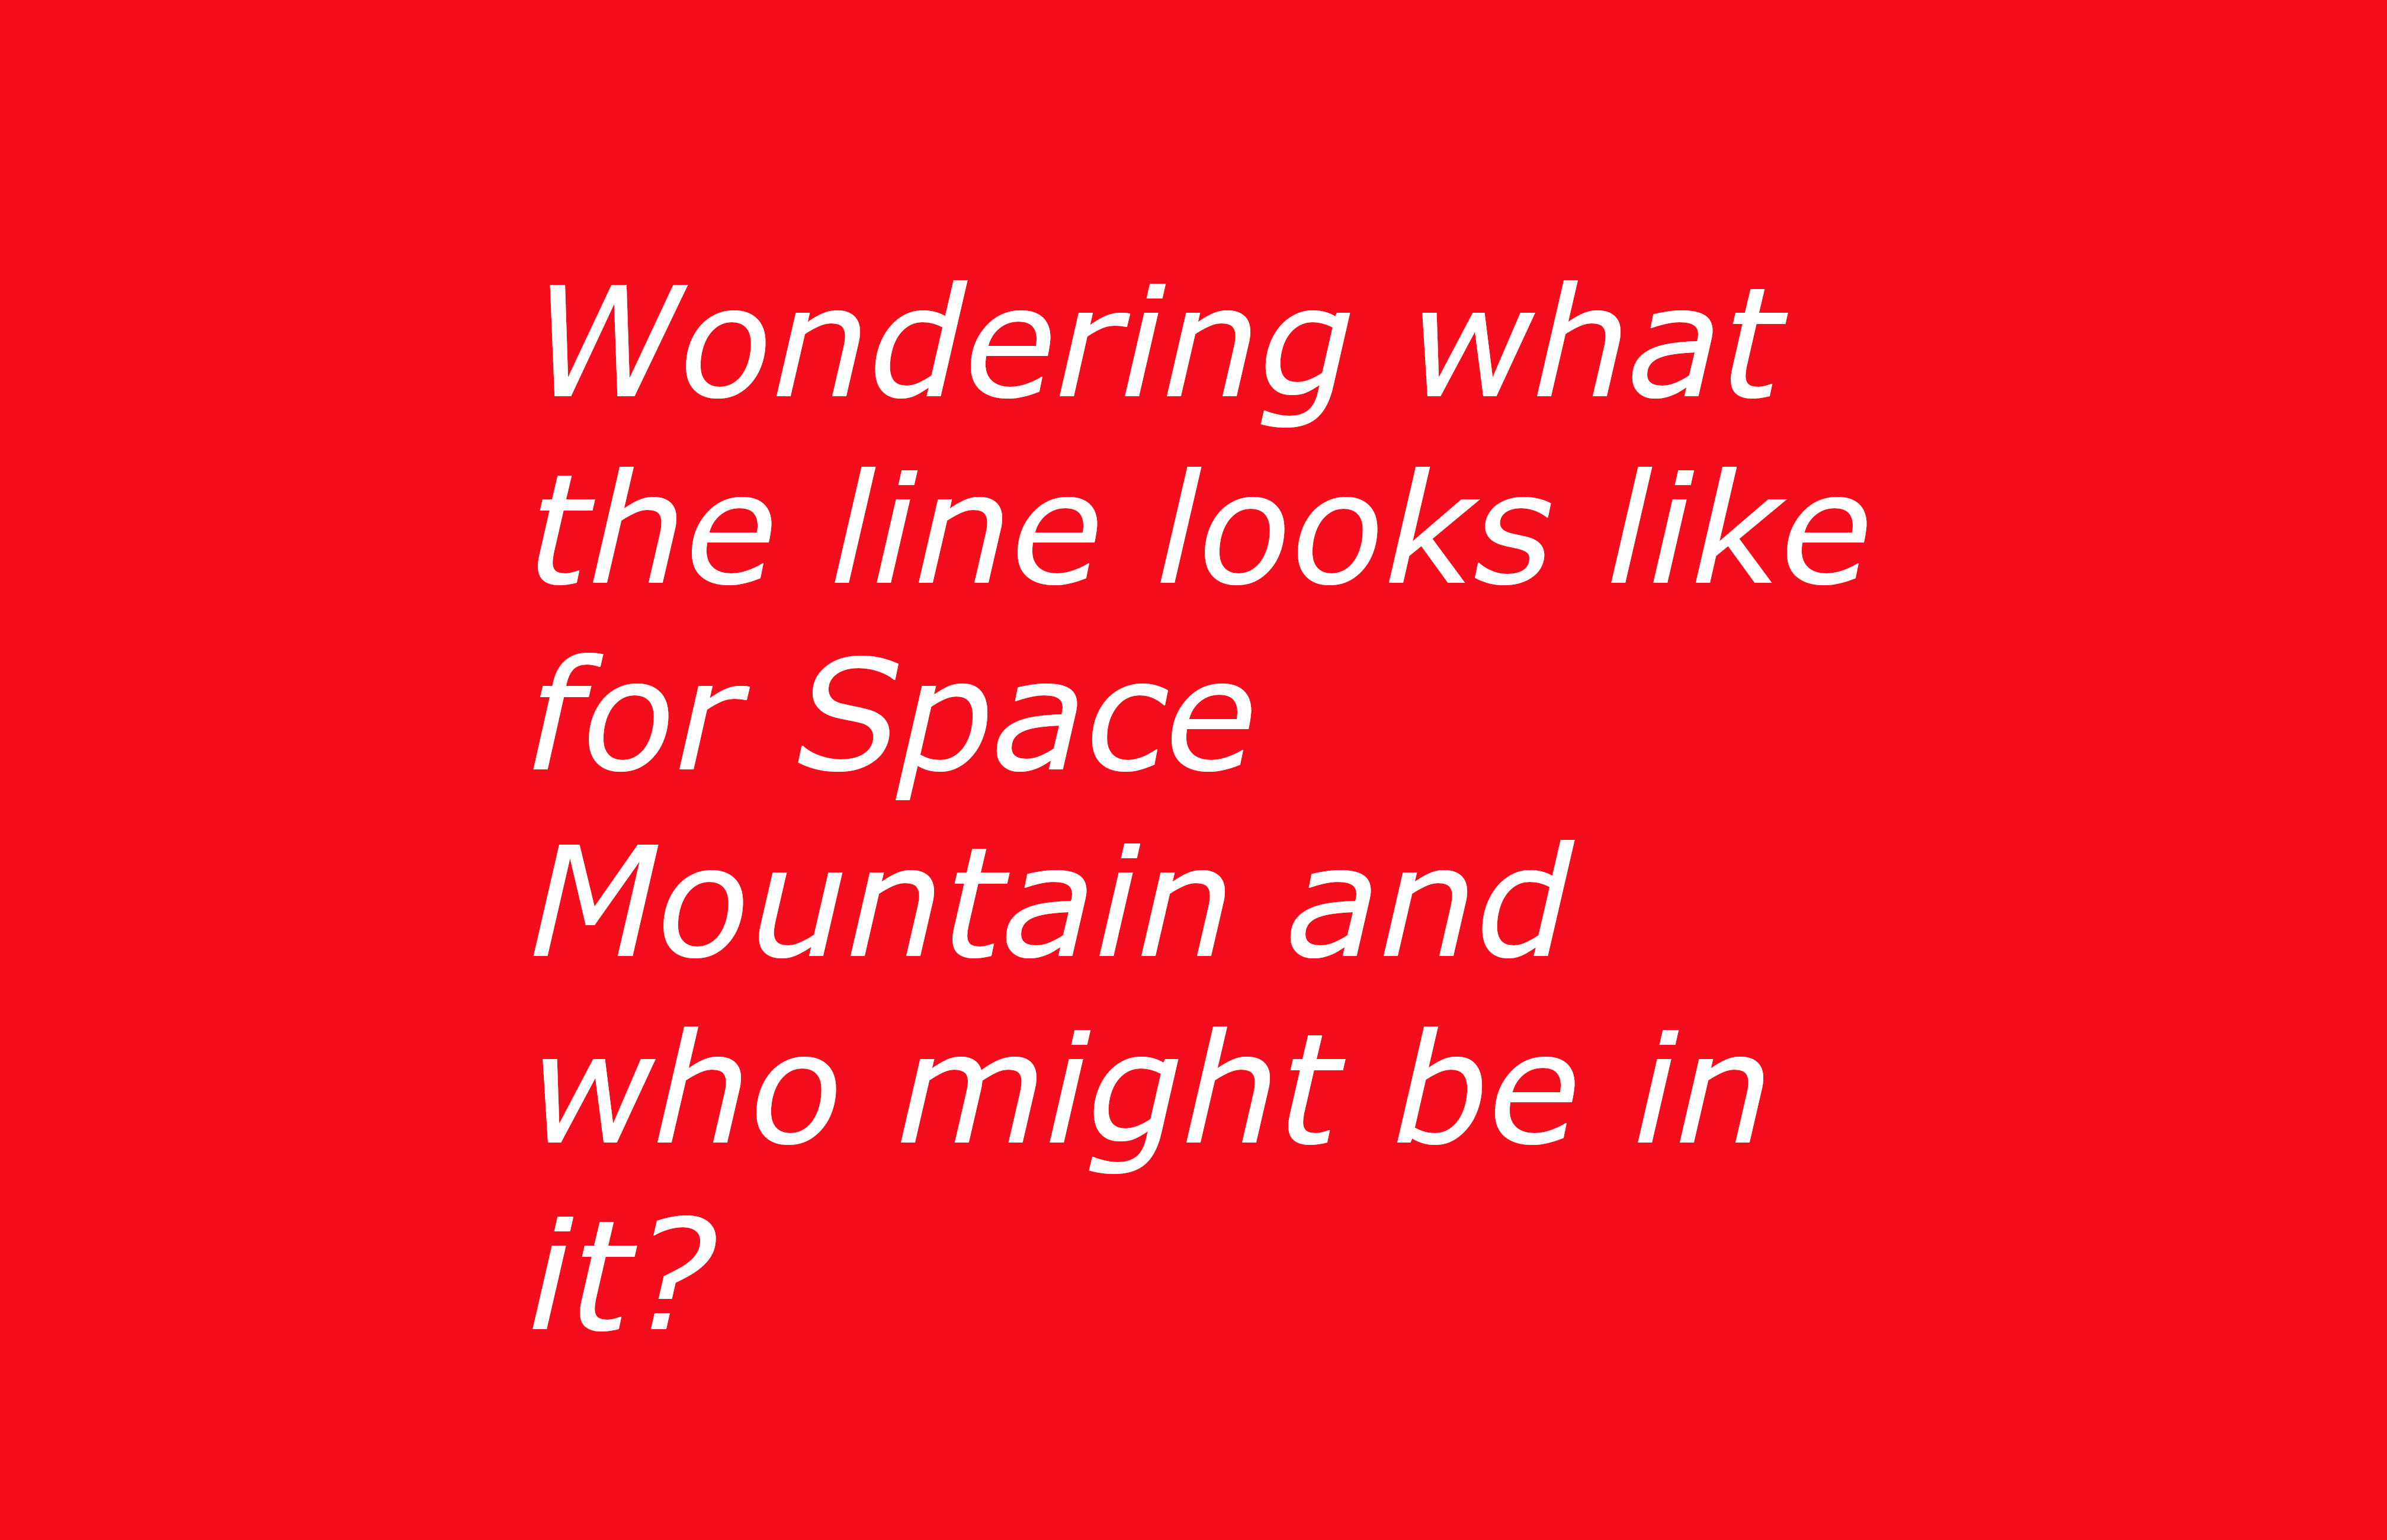 Wondering what
the line looks like
for Space
Mountain and
who might be in
it?